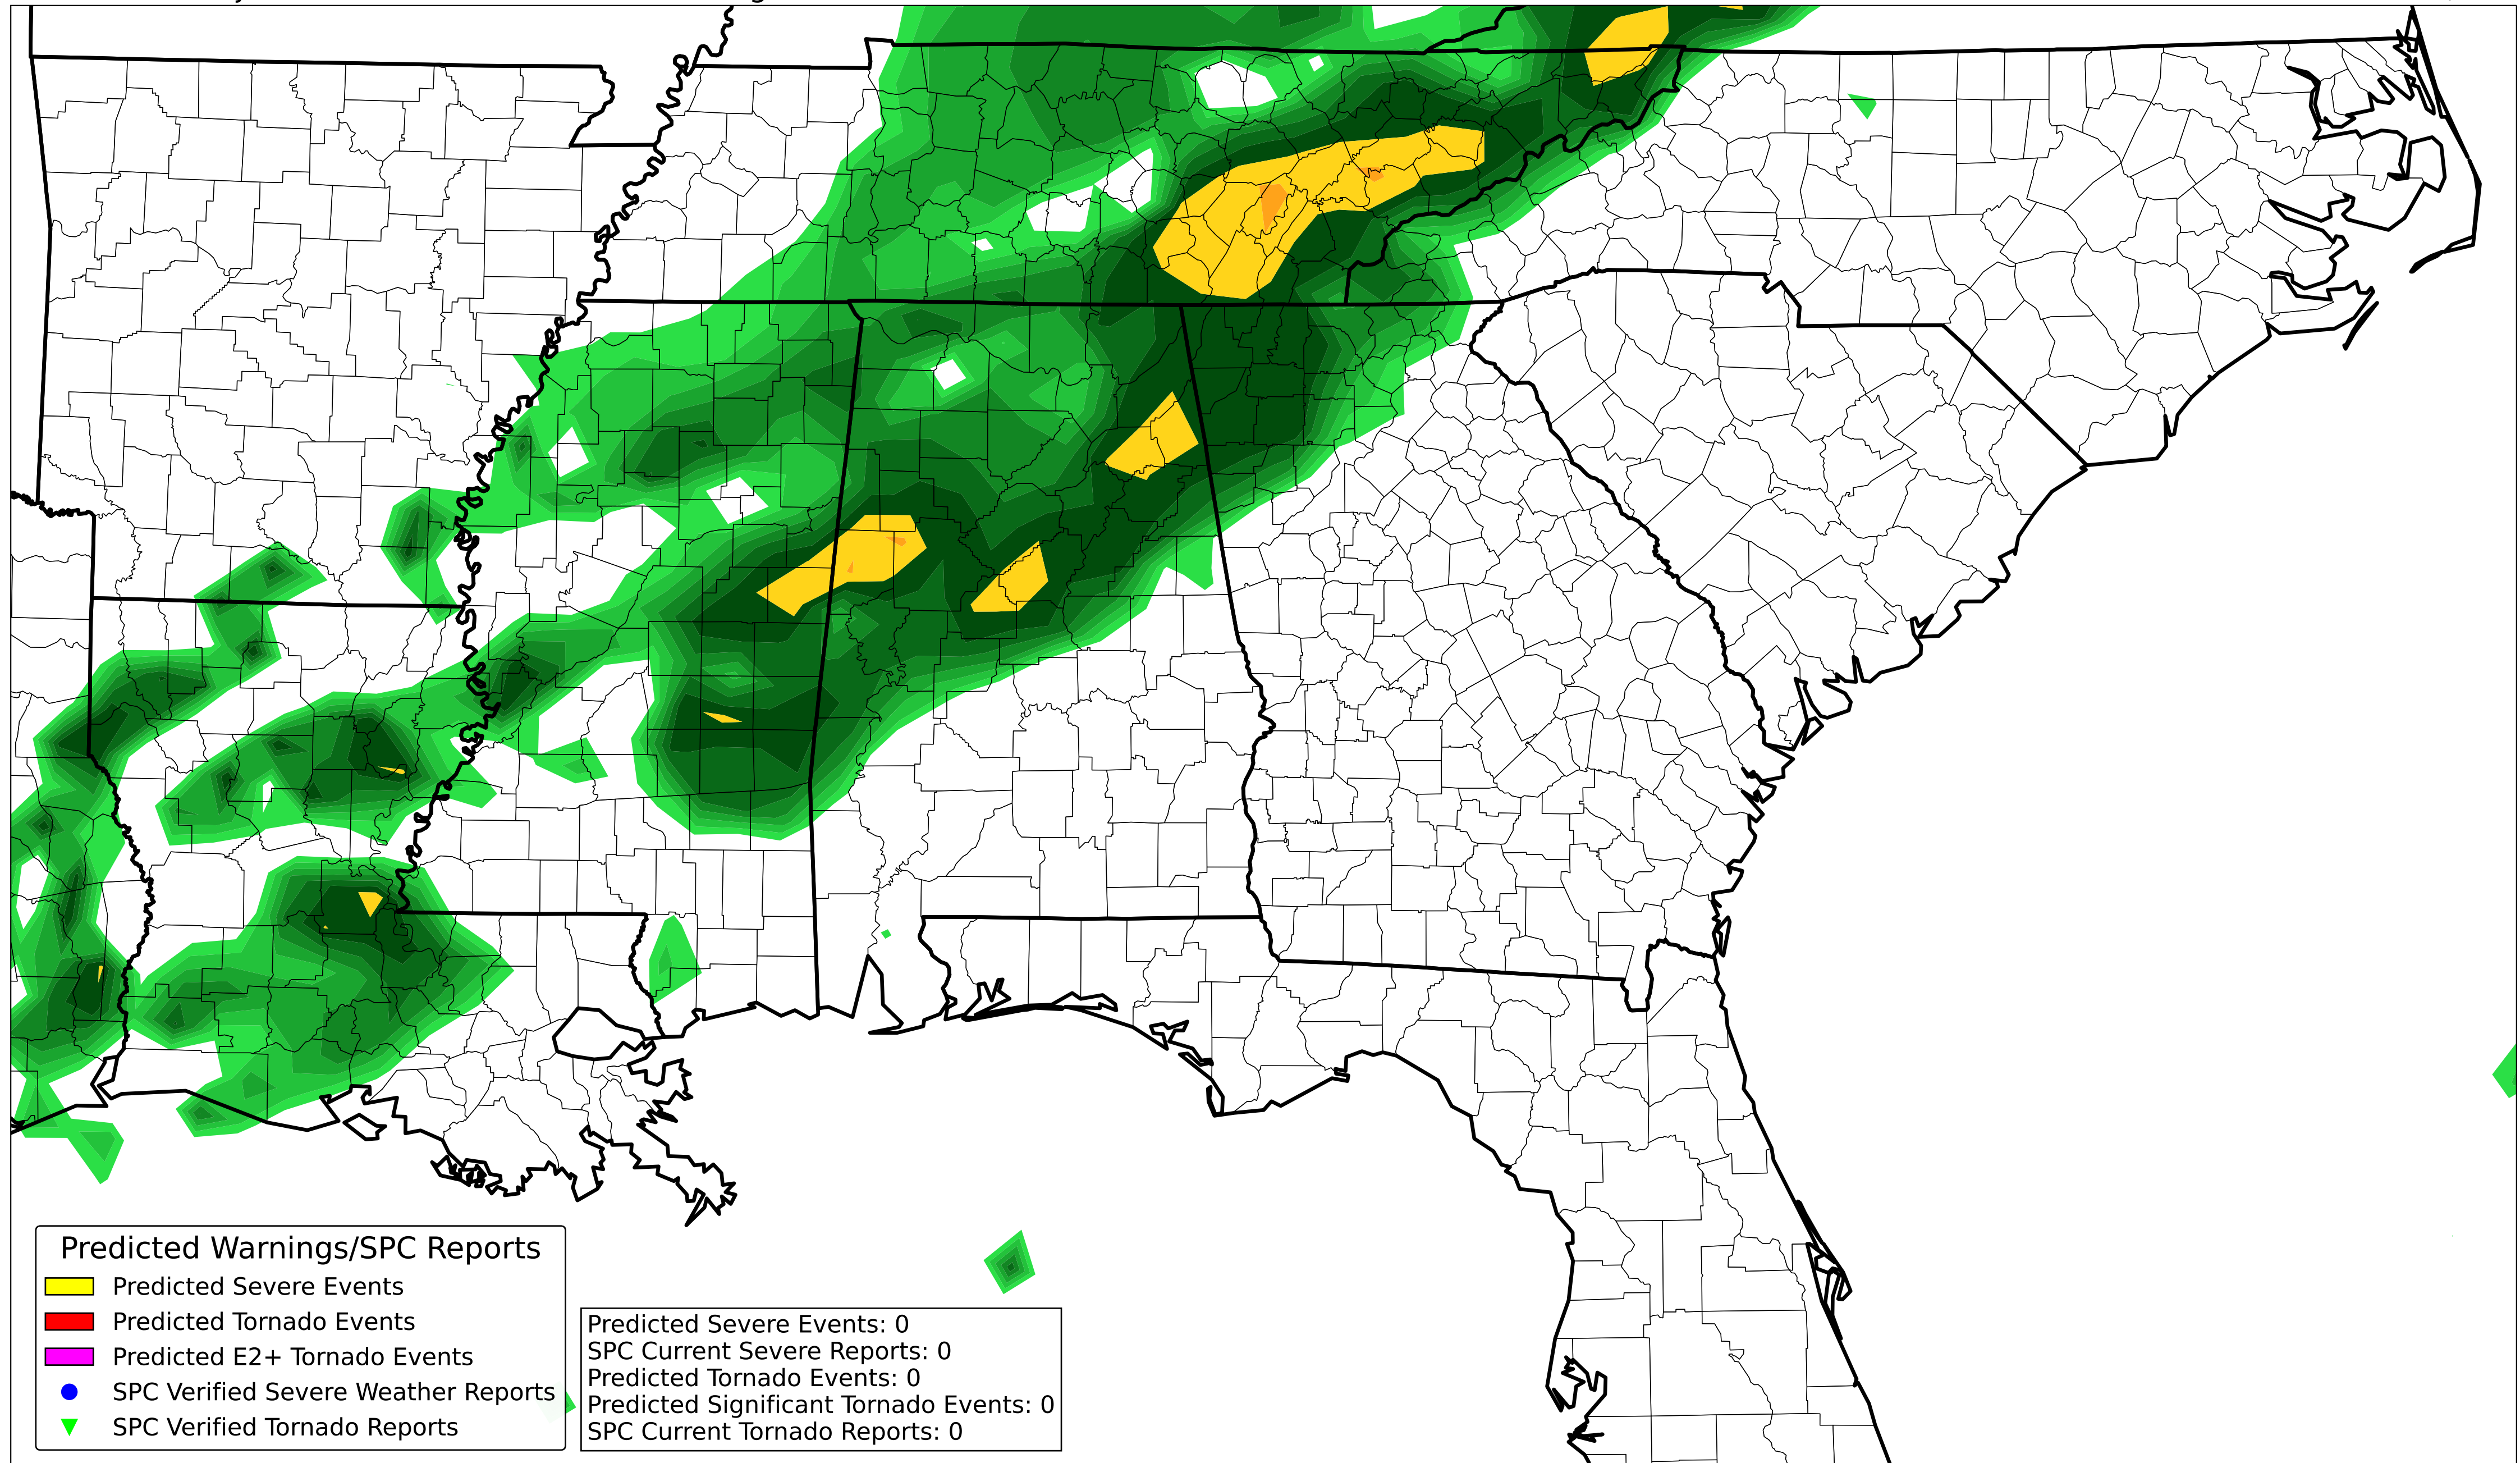 Predicted Warnings/SPC Reports
Predicted Severe Events
Predicted Tornado Events
Predicted E2+ Tornado Events
SPC Verified Severe Weather Reports
SPC Verified Tornado Reports
Predicted Severe Events: 0
SPC Current Severe Reports: 0
Predicted Tornado Events: 0
Predicted Significant Tornado Events: 0
SPC Current Tornado Reports: 0